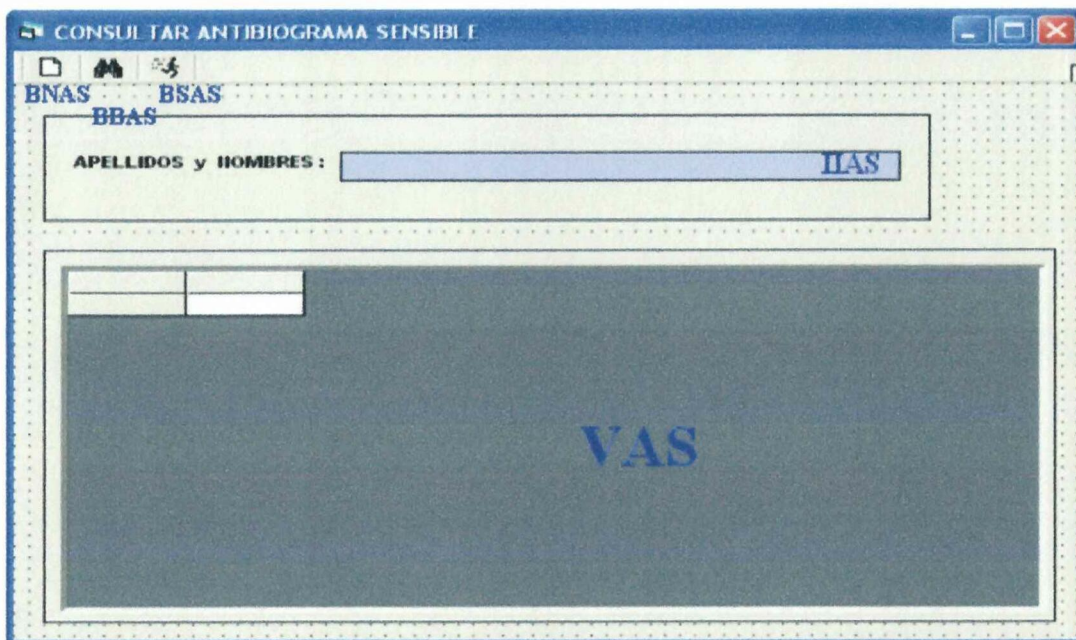 CONSULTAR ANTIBIOGRAMA SENSIBLE
BNAS BSAS
BBAS
APELLIDOS y NOMBRES: IIAS
VAS